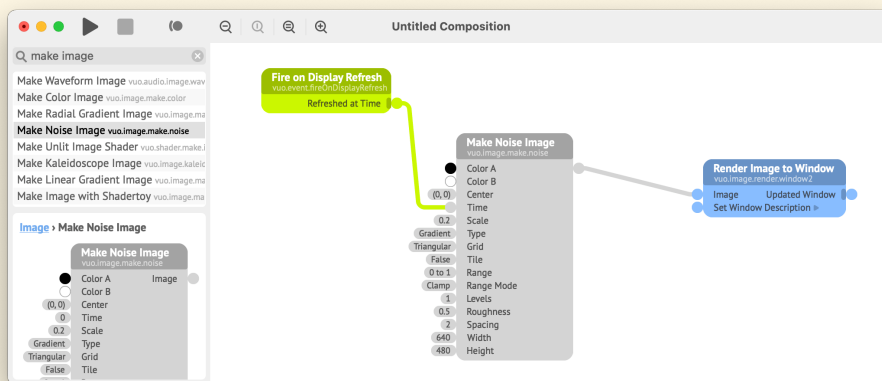 Untitled Composition
make image
Make Waveform Image vuo.audio.image.wav
Make Color Image vuo.image.make.color
Make Radial Gradient Image vuo.image.ma
Make Noise Image vuo.image.make.noise
Make Unlit Image Shader vuo.shader.make.i
Make Kaleidoscope Image vuo.image.kaleic
Make Linear Gradient Image vuo.image.ma
Make Image with Shadertoy vuo.image.ma
Image › Make Noise Image
Make Noise Image
vuo.image.make.noise
Color A Image
Color B
(0, 0) Center
0 Time
0.2 Scale
Gradient Type
Triangular Grid
False Tile
Fire on Display Refresh
vuo.event.fireOnDisplayRefresh
Refreshed at Time
Make Noise Image
vuo.image.make.noise
Color A
Color B
(0, 0) Center
Time
0.2 Scale
Gradient Type
Triangular Grid
False Tile
0 to 1 Range
Clamp Range Mode
1 Levels
0.5 Roughness
2 Spacing
640 Width
480 Height
Render Image to Window
vuo.image.render.window2
Image Updated Window
Set Window Description